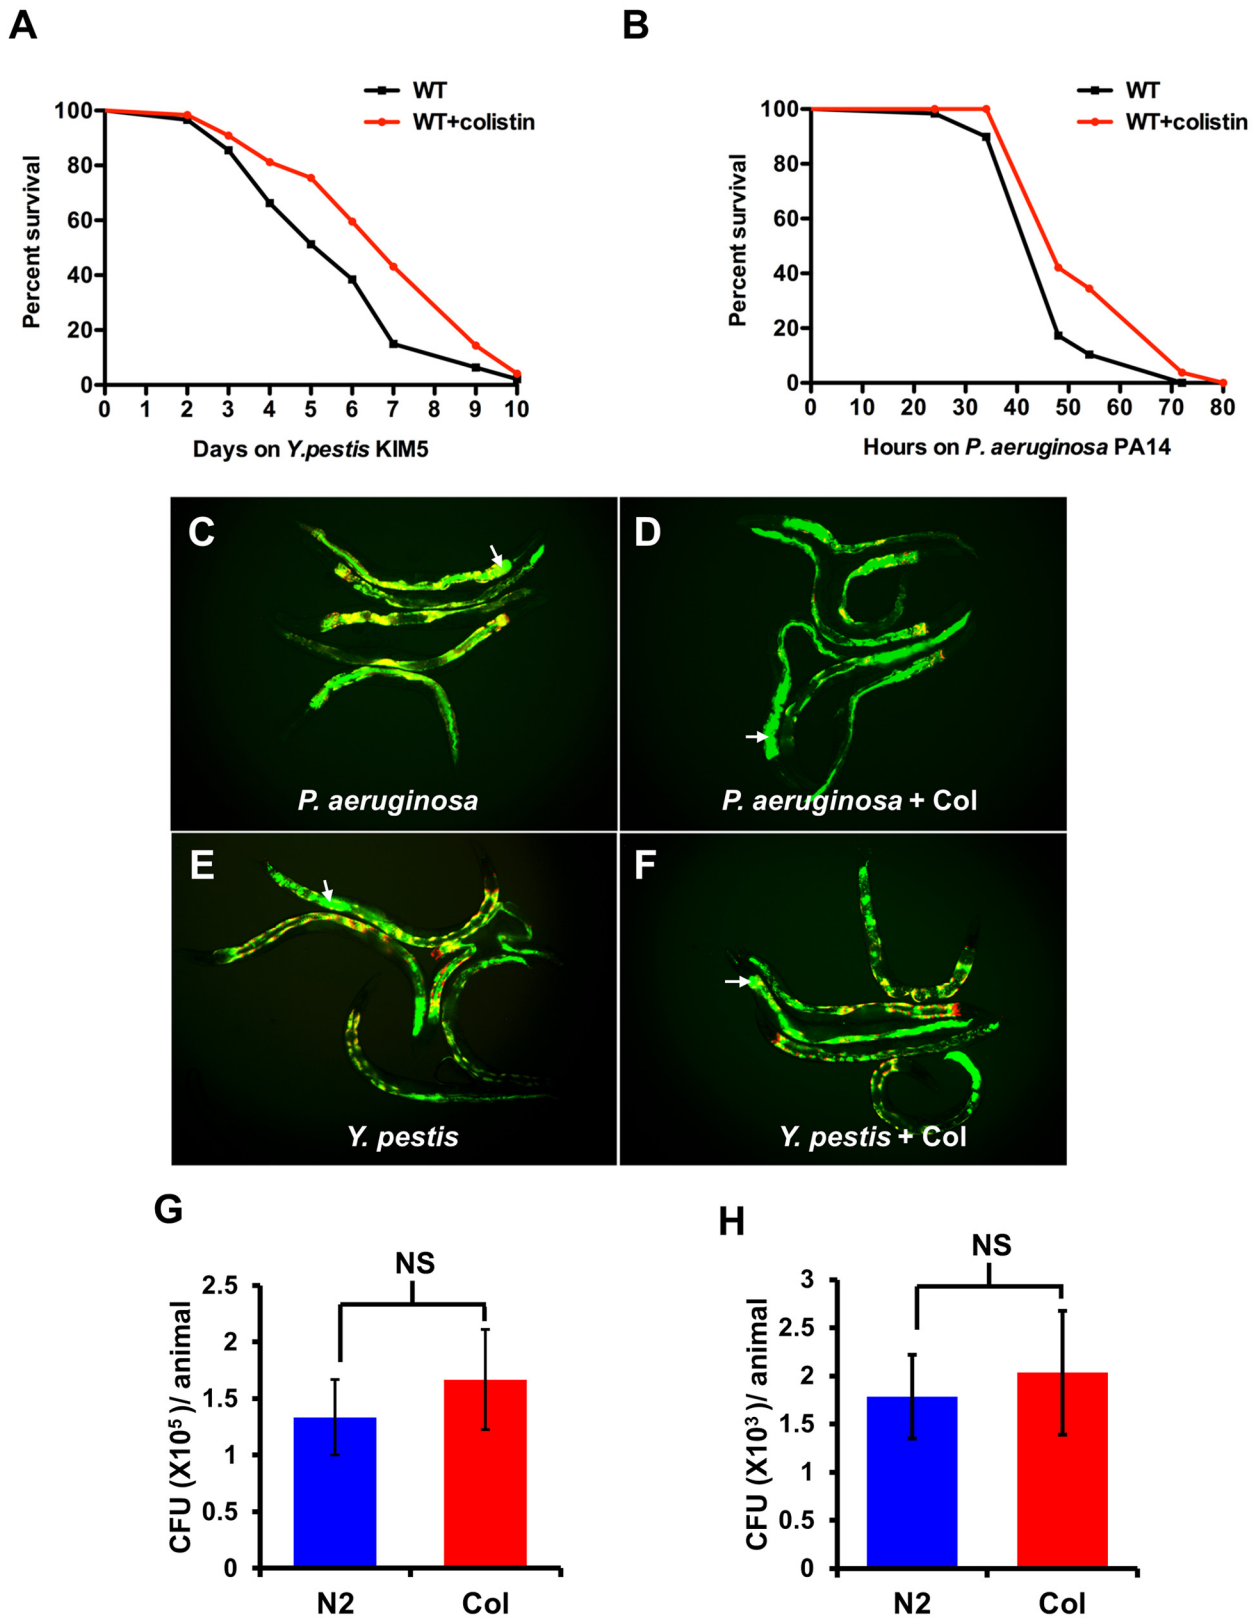 A
B
WT
WT+colistin
WT
WT+colistin
100
80
60
40
20
0
Percent survival
0 1 2 3 4 5 6 7 8 9 10
Days on Y.pestis KIM5
100
80
60
40
20
0
Percent survival
0 10 20 30 40 50 60 70 80
Hours on P. aeruginosa PA14
C
P. aeruginosa
D
P. aeruginosa + Col
E
Y. pestis
F
Y. pestis + Col
G
NS
2.5
2
1.5
1
0.5
0
CFU (X10⁵ )/ animal
N2 Col
H
NS
3
2.5
2
1.5
1
0.5
0
CFU (X10³ )/ animal
N2 Col